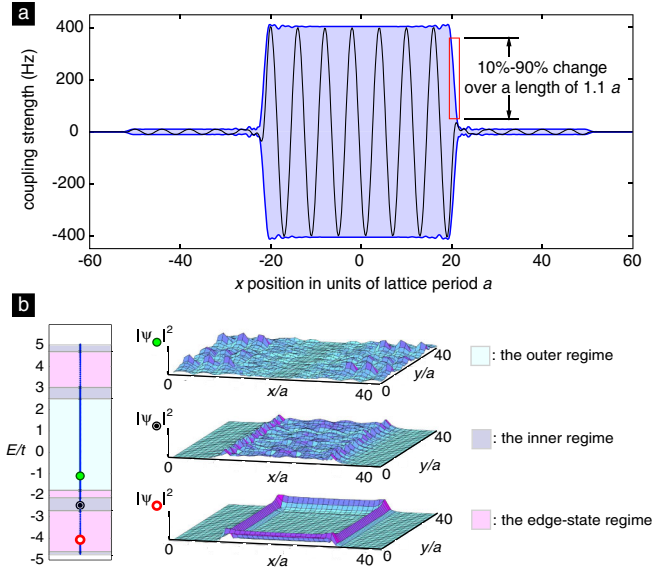 a
coupling strength (Hz)
400
200
0
-200
-400
10%-90% change
over a length of 1.1 a
-60
-40
-20
0
20
40
60
x position in units of lattice period a
b
E/t
5
4
3
2
1
0
-1
-2
-3
-4
-5
|ψ|²
0
x/a
40
0
y/a
40
: the outer regime
|ψ|²
0
x/a
40
0
y/a
40
: the inner regime
|ψ|²
0
x/a
40
0
y/a
40
: the edge-state regime